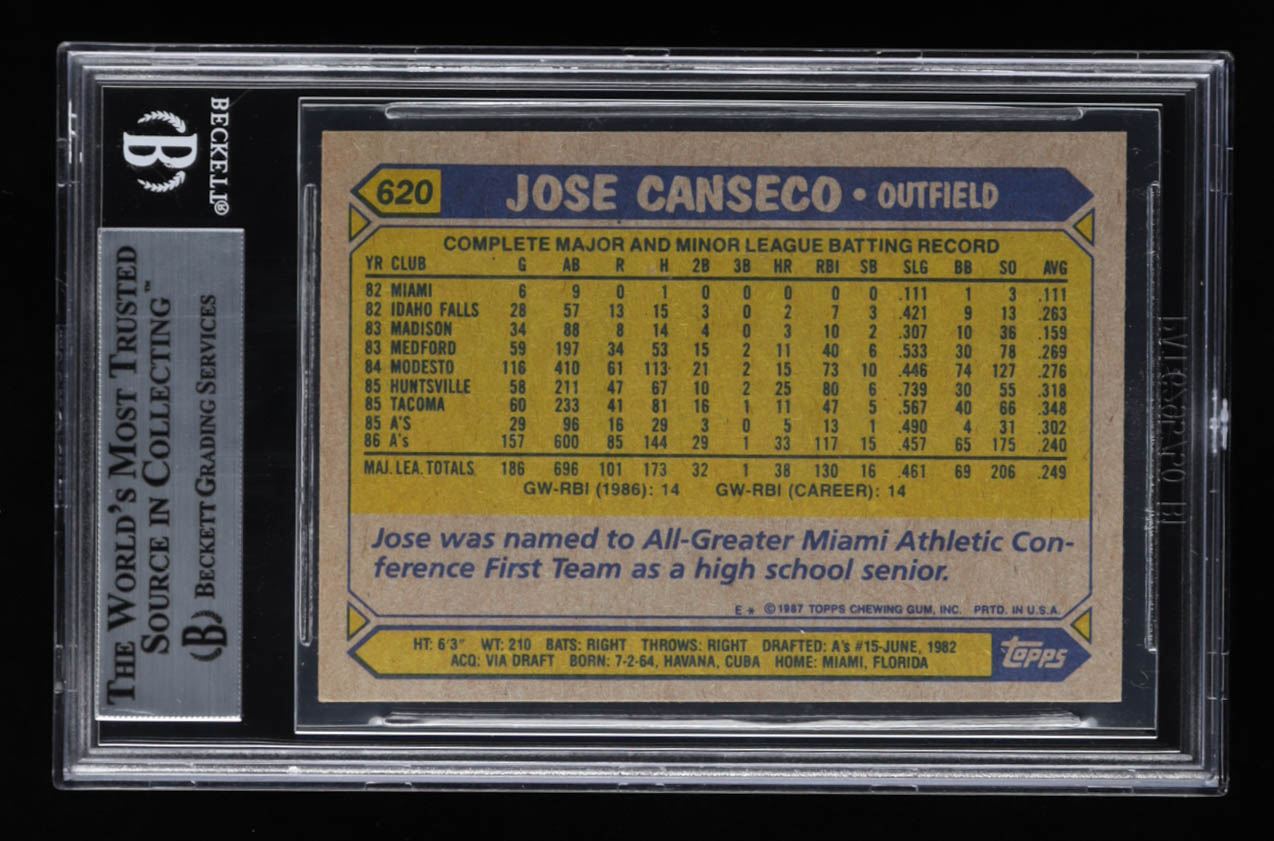 BECKETT®
B
THE WORLD'S MOST TRUSTED
SOURCE IN COLLECTING™
B BECKETT GRADING SERVICES
620 JOSE CANSECO • OUTFIELD
COMPLETE MAJOR AND MINOR LEAGUE BATTING RECORD
YR CLUB G AB R H 2B 3B HR RBI SB SLG BB SO AVG
82 MIAMI 6 9 0 1 0 0 0 0 0 .111 1 3 .111
82 IDAHO FALLS 28 57 13 15 3 0 2 7 3 .421 9 13 .263
83 MADISON 34 88 8 14 4 0 3 10 2 .307 10 36 .159
83 MEDFORD 59 197 34 53 15 2 11 40 6 .533 30 78 .269
84 MODESTO 116 410 61 113 21 2 15 73 10 .446 74 127 .276
85 HUNTSVILLE 58 211 47 67 10 2 25 80 6 .739 30 55 .318
85 TACOMA 60 233 41 81 16 1 11 47 5 .567 40 66 .348
85 A'S 29 96 16 29 3 0 5 13 1 .490 4 31 .302
86 A's 157 600 85 144 29 1 33 117 15 .457 65 175 .240
MAJ. LEA. TOTALS 186 696 101 173 32 1 38 130 16 .461 69 206 .249
GW-RBI (1986): 14 GW-RBI (CAREER): 14
Jose was named to All-Greater Miami Athletic Con-
ference First Team as a high school senior.
E* ©1987 TOPPS CHEWING GUM, INC. PRTD. IN U.S.A.
HT: 6'3" WT: 210 BATS: RIGHT THROWS: RIGHT DRAFTED: A's #15-JUNE, 1982
ACQ: VIA DRAFT BORN: 7-2-64, HAVANA, CUBA HOME: MIAMI, FLORIDA
topps